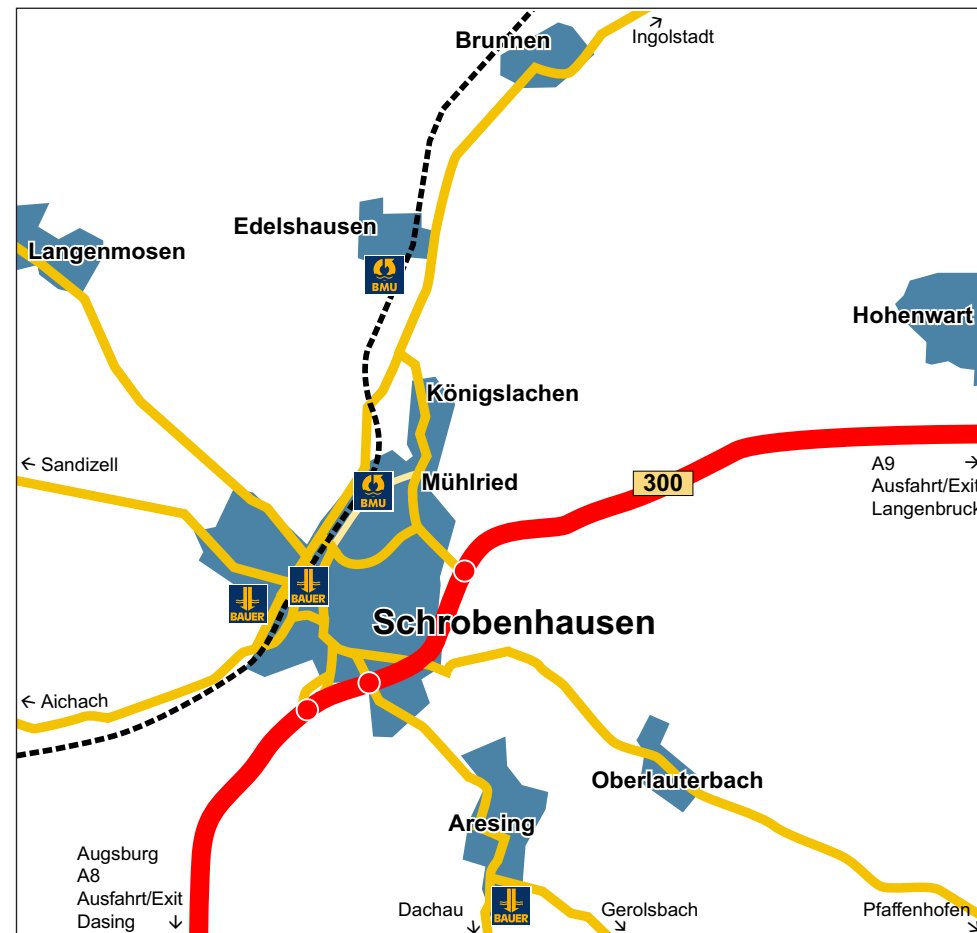 Brunnen
↗
Ingolstadt
Edelshausen
Langenmosen
BMU
Hohenwart
Königslachen
← Sandizell
A9 →
Ausfahrt/Exit
Langenbruck
Mühlried
300
BMU
BAUER
BAUER
Schrobenhausen
← Aichach
Oberlauterbach
Aresing
Augsburg
A8
Ausfahrt/Exit
Dasing ↓
Dachau ↘
BAUER
Gerolsbach
↘
Pfaffenhofen
↘